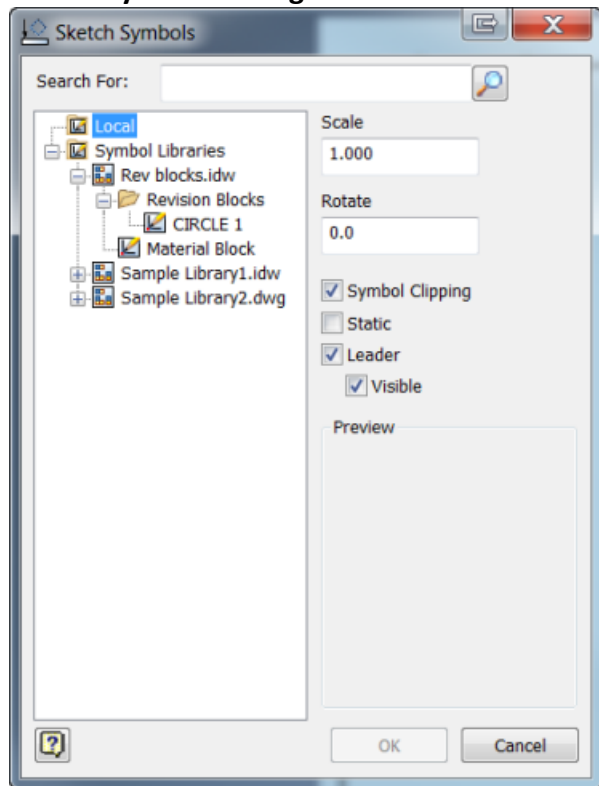 Sketch Symbols
Search For:
Local
Symbol Libraries
Rev blocks.idw
Revision Blocks
CIRCLE 1
Material Block
Sample Library1.idw
Sample Library2.dwg
Scale
1.000
Rotate
0.0
Symbol Clipping
Static
Leader
Visible
Preview
OK
Cancel